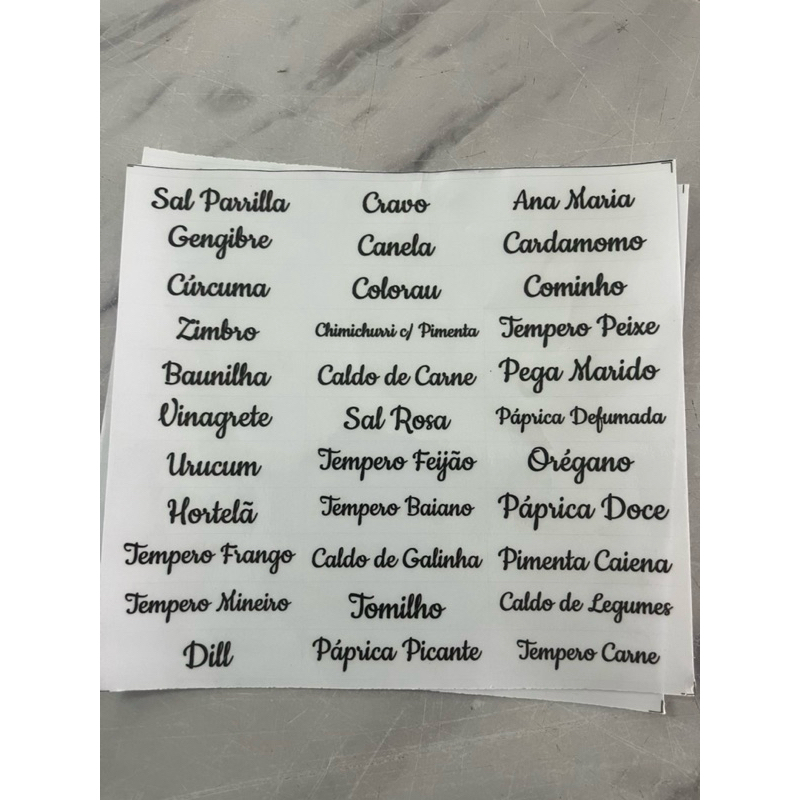 Sal Parrilla Cravo Ana Maria
Gengibre Canela Cardamomo
Cúrcuma Colorau Cominho
Zimbro Chimichurri c/ Pimenta Tempero Peixe
Baunilha Caldo de Carne Pega Marido
Vinagrete Sal Rosa Páprica Defumada
Urucum Tempero Feijão Orégano
Hortelã Tempero Baiano Páprica Doce
Tempero Frango Caldo de Galinha Pimenta Caiena
Tempero Mineiro Tomilho Caldo de Legumes
Dill Páprica Picante Tempero Carne